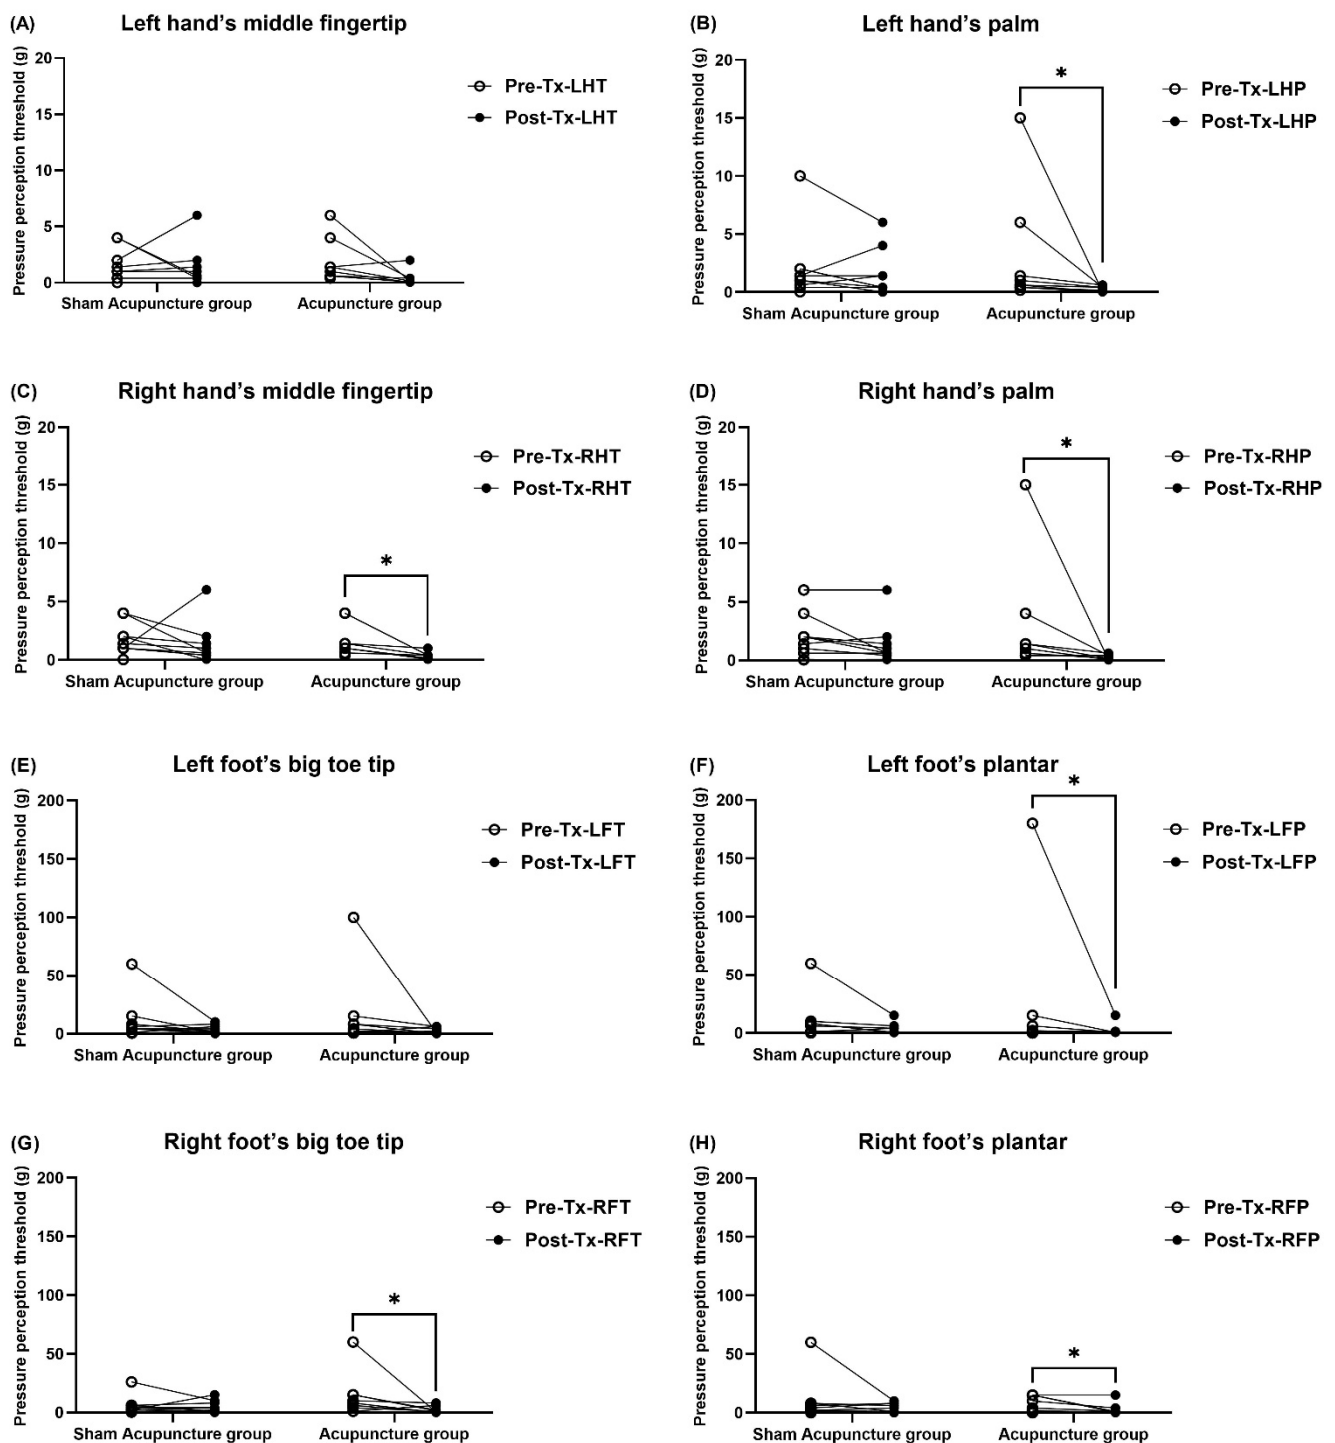 (A) Left hand's middle fingertip
Pressure perception threshold (g)
20
15
10
5
0
Sham Acupuncture group Acupuncture group
Pre-Tx-LHT
Post-Tx-LHT
(B) Left hand's palm
Pressure perception threshold (g)
20
15
10
5
0
*
Sham Acupuncture group Acupuncture group
Pre-Tx-LHP
Post-Tx-LHP
(C) Right hand's middle fingertip
Pressure perception threshold (g)
20
15
10
5
0
*
Sham Acupuncture group Acupuncture group
Pre-Tx-RHT
Post-Tx-RHT
(D) Right hand's palm
Pressure perception threshold (g)
20
15
10
5
0
*
Sham Acupuncture group Acupuncture group
Pre-Tx-RHP
Post-Tx-RHP
(E) Left foot's big toe tip
Pressure perception threshold (g)
200
150
100
50
0
Sham Acupuncture group Acupuncture group
Pre-Tx-LFT
Post-Tx-LFT
(F) Left foot's plantar
Pressure perception threshold (g)
200
150
100
50
0
*
Sham Acupuncture group Acupuncture group
Pre-Tx-LFP
Post-Tx-LFP
(G) Right foot's big toe tip
Pressure perception threshold (g)
200
150
100
50
0
*
Sham Acupuncture group Acupuncture group
Pre-Tx-RFT
Post-Tx-RFT
(H) Right foot's plantar
Pressure perception threshold (g)
200
150
100
50
0
*
Sham Acupuncture group Acupuncture group
Pre-Tx-RFP
Post-Tx-RFP